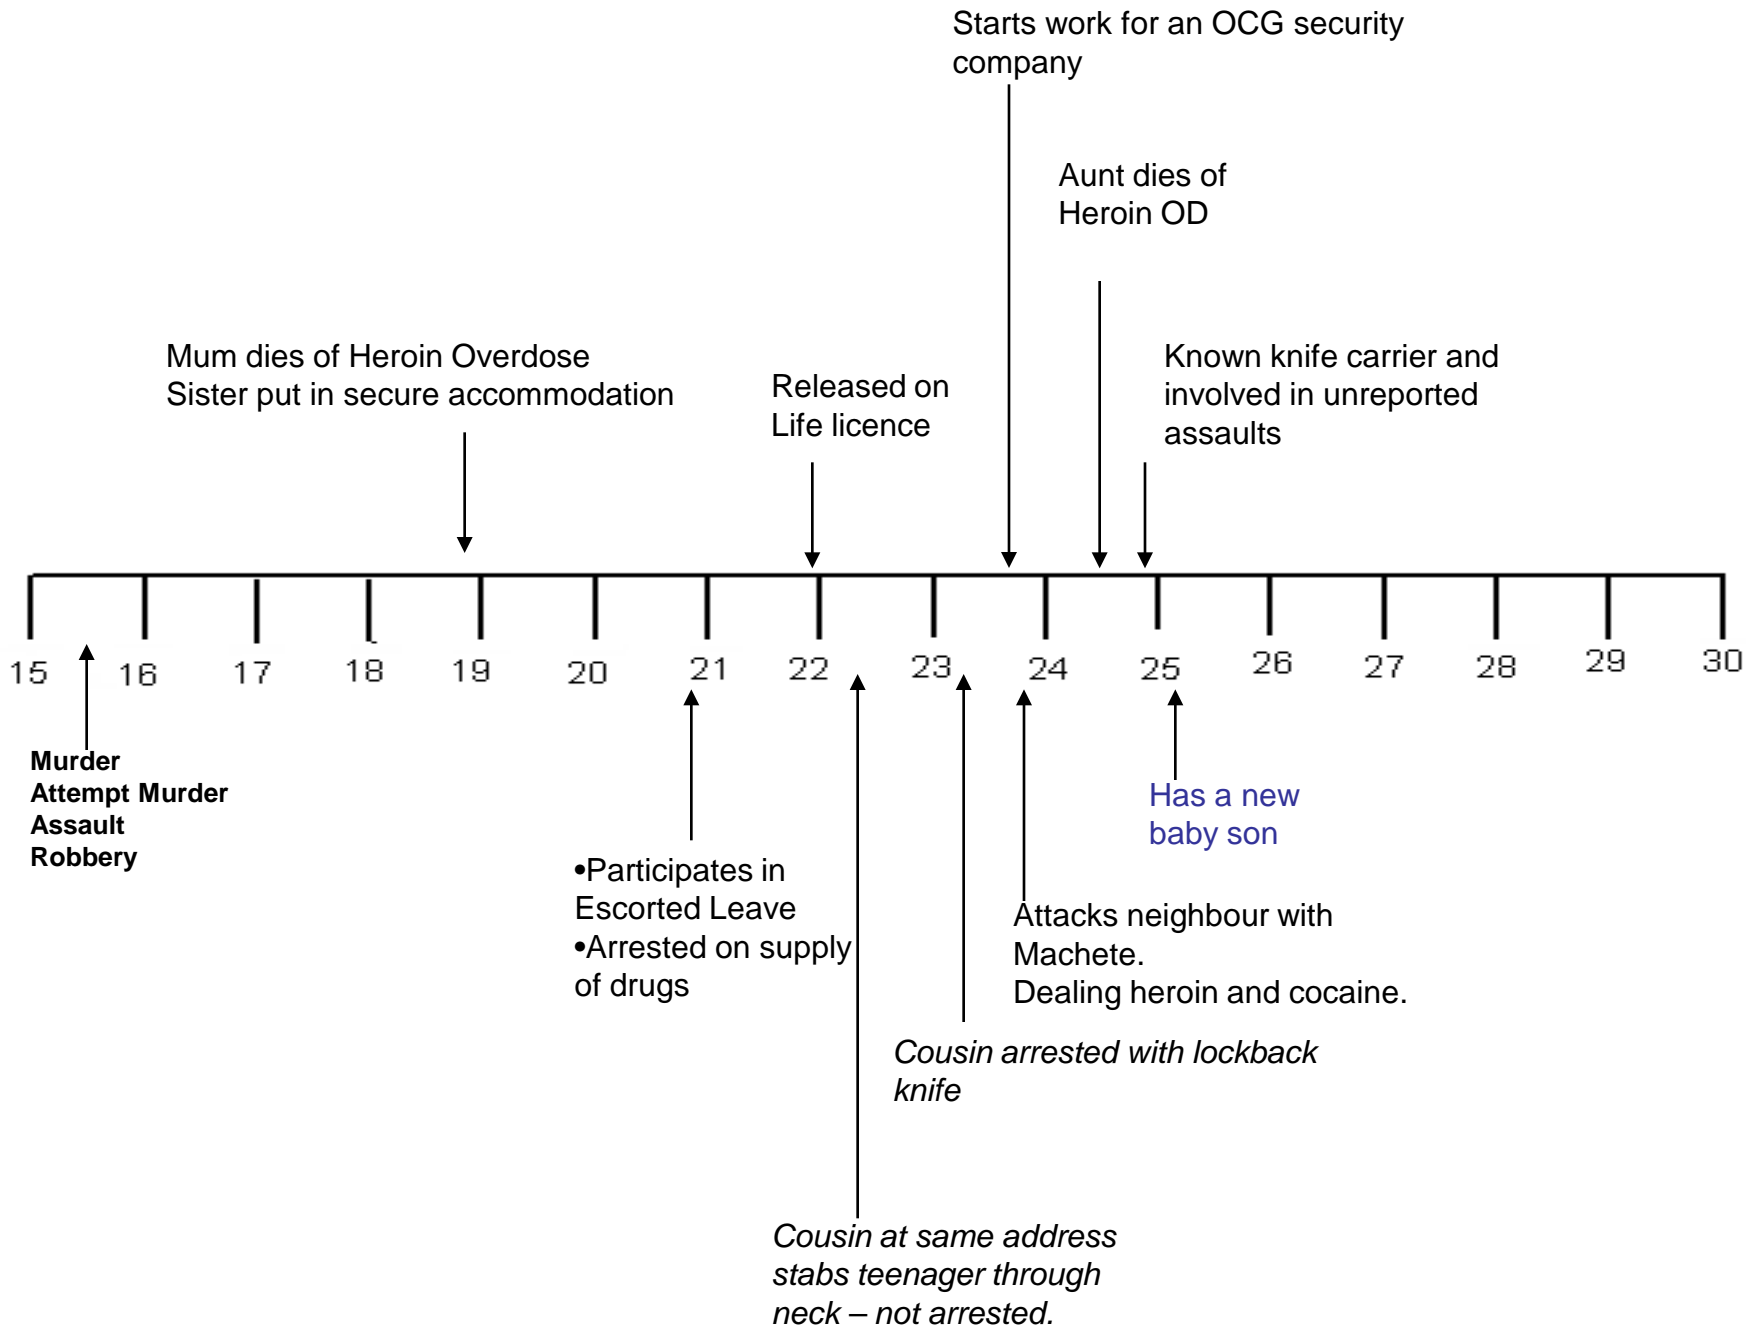 Starts work for an OCG security
company
Aunt dies of
Heroin OD
Mum dies of Heroin Overdose
Sister put in secure accommodation
Released on
Life licence
Known knife carrier and
involved in unreported
assaults
15 16 17 18 19 20 21 22 23 24 25 26 27 28 29 30
Murder
Attempt Murder
Assault
Robbery
•Participates in
Escorted Leave
•Arrested on supply
of drugs
Has a new
baby son
Attacks neighbour with
Machete.
Dealing heroin and cocaine.
Cousin arrested with lockback
knife
Cousin at same address
stabs teenager through
neck – not arrested.